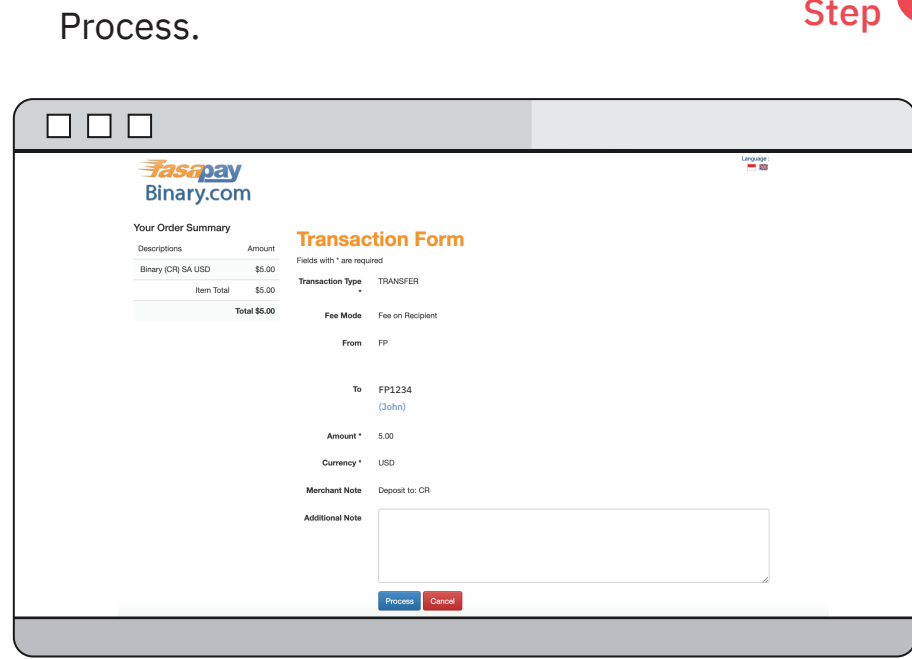 Process.
Step
fasapay
Binary.com
Language :
Your Order Summary
Descriptions Amount
Binary (CR) SA USD $5.00
Item Total $5.00
Total $5.00
Transaction Form
Fields with * are required
Transaction Type * TRANSFER
Fee Mode Fee on Recipient
From FP
To FP1234
(John)
Amount * 5.00
Currency * USD
Merchant Note Deposit to: CR
Additional Note
Process Cancel